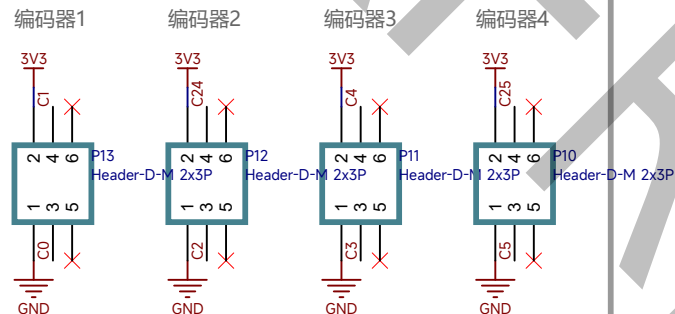 编码器1
编码器2
编码器3
编码器4
3V3
3V3
3V3
3V3
C1
C24
C4
C25
2 4 6
2 4 6
2 4 6
2 4 6
P13
P12
P11
P10
Header-D-M 2x3P
Header-D-M 2x3P
Header-D-M 2x3P
Header-D-M 2x3P
1 3 5
1 3 5
1 3 5
1 3 5
C0
C2
C3
C5
GND
GND
GND
GND